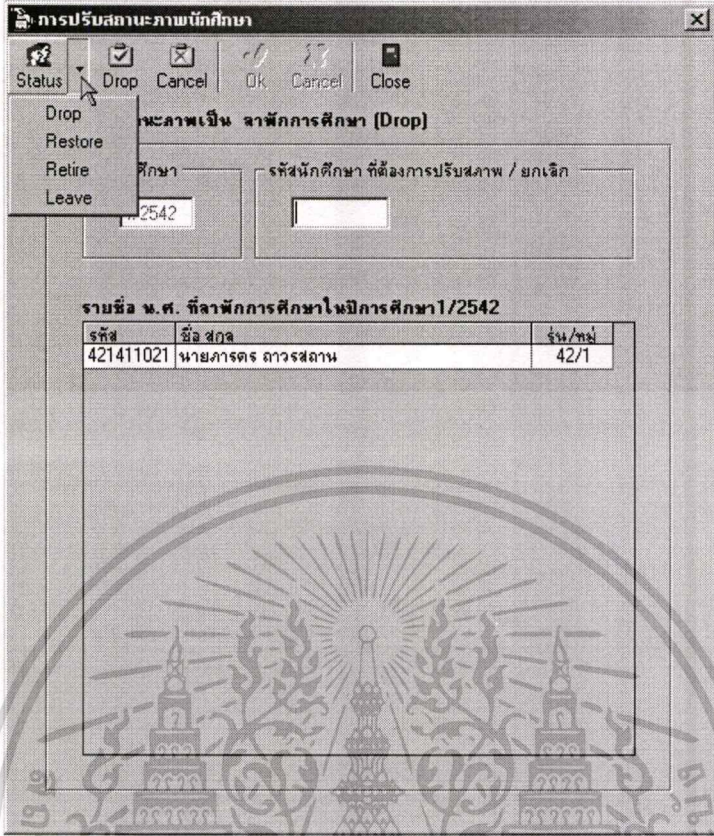 การปรับสถานะภาพนักศึกษา
Status Drop Cancel Ok Cancel Close
Drop
Restore
Retire
Leave
นะภาพเป็น ลาพักการศึกษา (Drop)
ศึกษา รหัสนักศึกษา ที่ต้องการปรับสภาพ / ยกเลิก
/2542
รายชื่อ น.ศ. ที่ลาพักการศึกษาในปีการศึกษา1/2542
รหัส ชื่อ สกุล รุ่น/หมู่
421411021 นายภารตร ถาวรสถาน 42/1